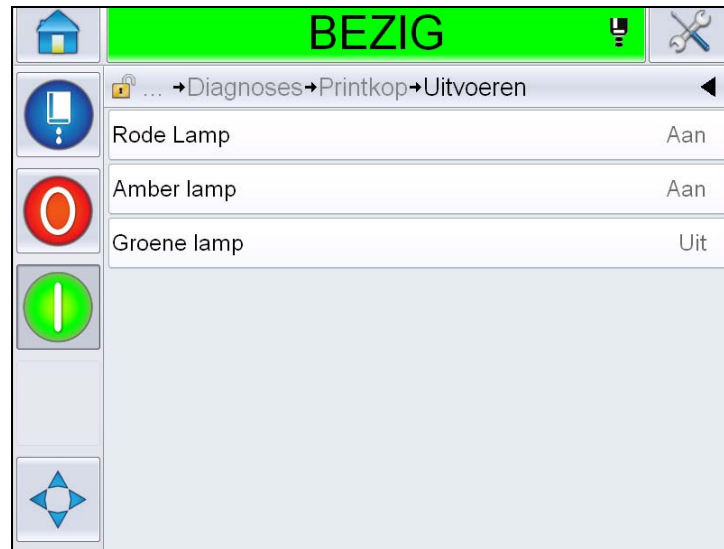 BEZIG
... →Diagnoses→Printkop→Uitvoeren
Rode Lamp Aan
Amber lamp Aan
Groene lamp Uit